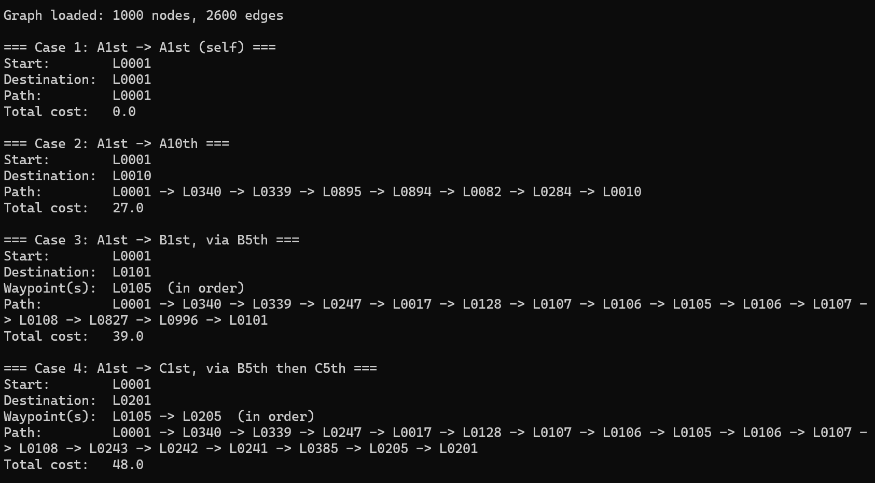 Graph loaded: 1000 nodes, 2600 edges
=== Case 1: A1st -> A1st (self) ===
Start:        L0001
Destination:  L0001
Path:         L0001
Total cost:   0.0
=== Case 2: A1st -> A10th ===
Start:        L0001
Destination:  L0010
Path:         L0001 -> L0340 -> L0339 -> L0895 -> L0894 -> L0082 -> L0284 -> L0010
Total cost:   27.0
=== Case 3: A1st -> B1st, via B5th ===
Start:        L0001
Destination:  L0101
Waypoint(s):  L0105  (in order)
Path:         L0001 -> L0340 -> L0339 -> L0247 -> L0017 -> L0128 -> L0107 -> L0106 -> L0105 -> L0106 -> L0107 -
> L0108 -> L0827 -> L0996 -> L0101
Total cost:   39.0
=== Case 4: A1st -> C1st, via B5th then C5th ===
Start:        L0001
Destination:  L0201
Waypoint(s):  L0105 -> L0205  (in order)
Path:         L0001 -> L0340 -> L0339 -> L0247 -> L0017 -> L0128 -> L0107 -> L0106 -> L0105 -> L0106 -> L0107 -
> L0108 -> L0243 -> L0242 -> L0241 -> L0385 -> L0205 -> L0201
Total cost:   48.0